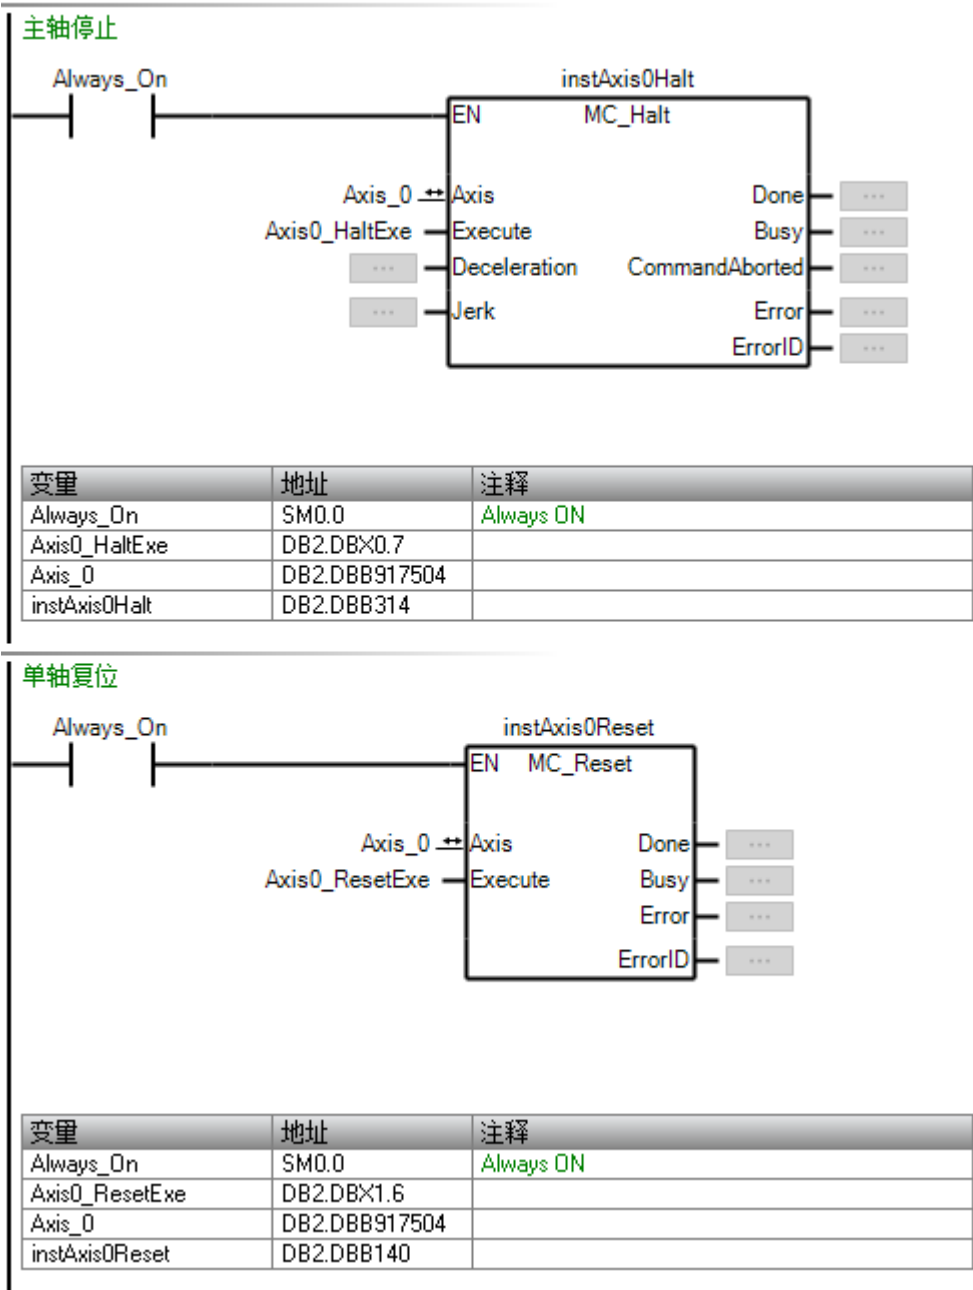 主轴停止
Always_On
instAxis0Halt
EN MC_Halt
Axis_0 Axis Done ...
Axis0_HaltExe Execute Busy ...
... Deceleration CommandAborted ...
... Jerk Error ...
ErrorID ...
变量 地址 注释
Always_On SM0.0 Always ON
Axis0_HaltExe DB2.DBX0.7
Axis_0 DB2.DBB917504
instAxis0Halt DB2.DBB314
单轴复位
Always_On
instAxis0Reset
EN MC_Reset
Axis_0 Axis Done ...
Axis0_ResetExe Execute Busy ...
Error ...
ErrorID ...
变量 地址 注释
Always_On SM0.0 Always ON
Axis0_ResetExe DB2.DBX1.6
Axis_0 DB2.DBB917504
instAxis0Reset DB2.DBB140